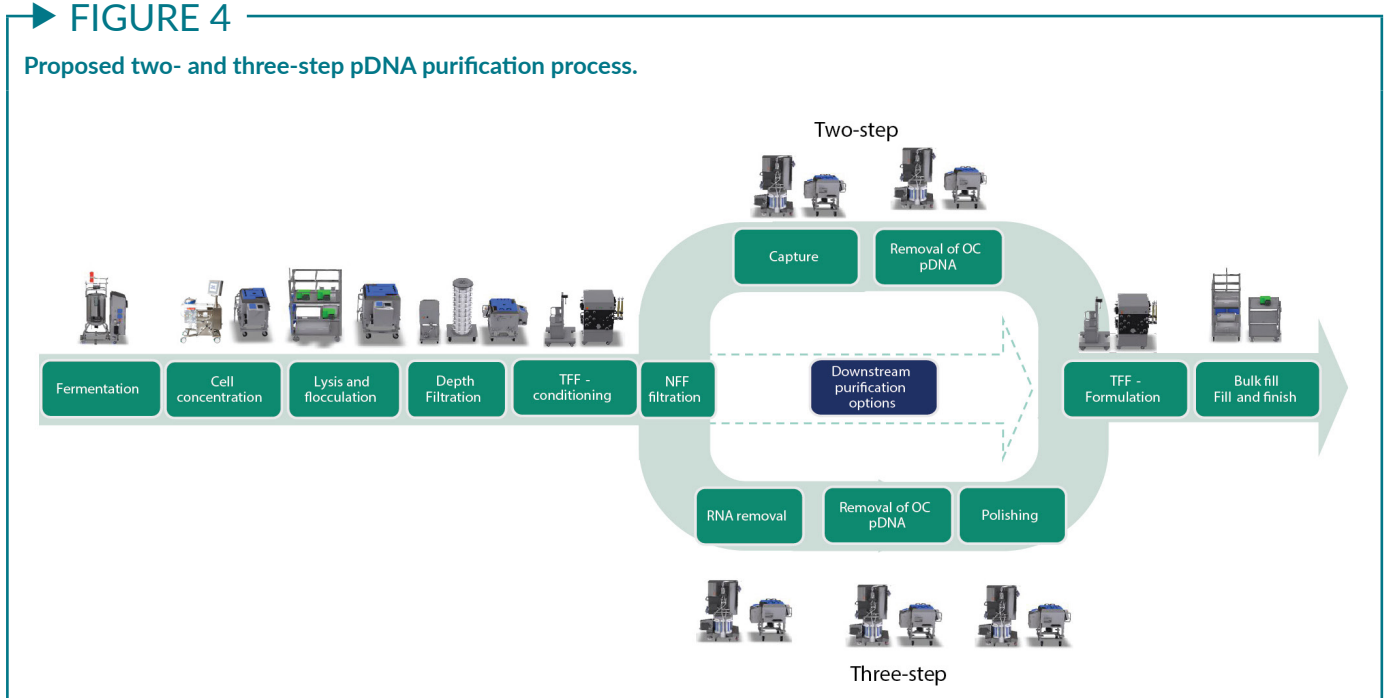 FIGURE 4
Proposed two- and three-step pDNA purification process.
Two-step
Capture
Removal of OC
pDNA
Fermentation
Cell
concentration
Lysis and
flocculation
Depth
Filtration
TFF -
conditioning
NFF
filtration
Downstream
purification
options
TFF -
Formulation
Bulk fill
Fill and finish
RNA removal
Removal of OC
pDNA
Polishing
Three-step